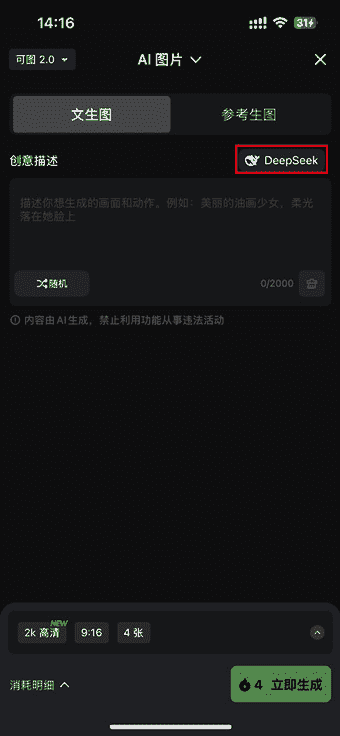 14:16
31
可图 2.0
AI 图片
文生图
参考生图
创意描述
DeepSeek
描述你想生成的画面和动作。例如：美丽的油画少女，柔光
落在她脸上
随机
0/2000
内容由AI生成，禁止利用功能从事违法活动
NEW
2k 高清
9:16
4 张
消耗明细
4 立即生成